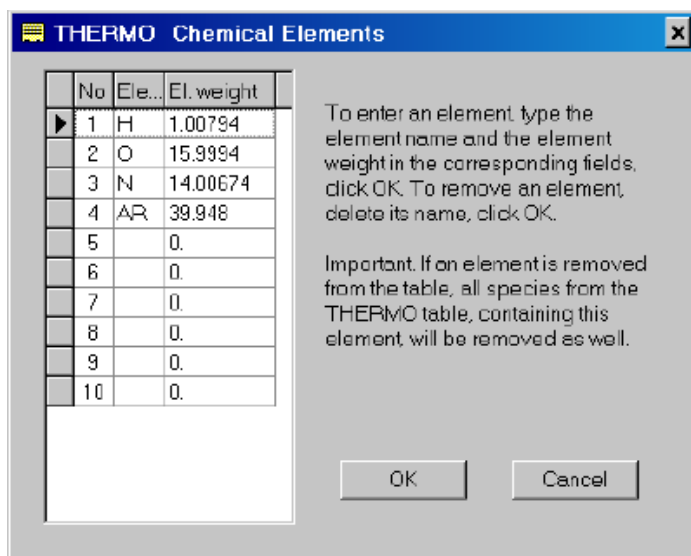 THERMO Chemical Elements
No Ele... El. weight
1 H 1.00794
2 O 15.9994
3 N 14.00674
4 AR 39.948
5 0.
6 0.
7 0.
8 0.
9 0.
10 0.
To enter an element, type the
element name and the element
weight in the corresponding fields,
click OK. To remove an element,
delete its name, click OK.
Important. If an element is removed
from the table, all species from the
THERMO table, containing this
element, will be removed as well.
OK Cancel